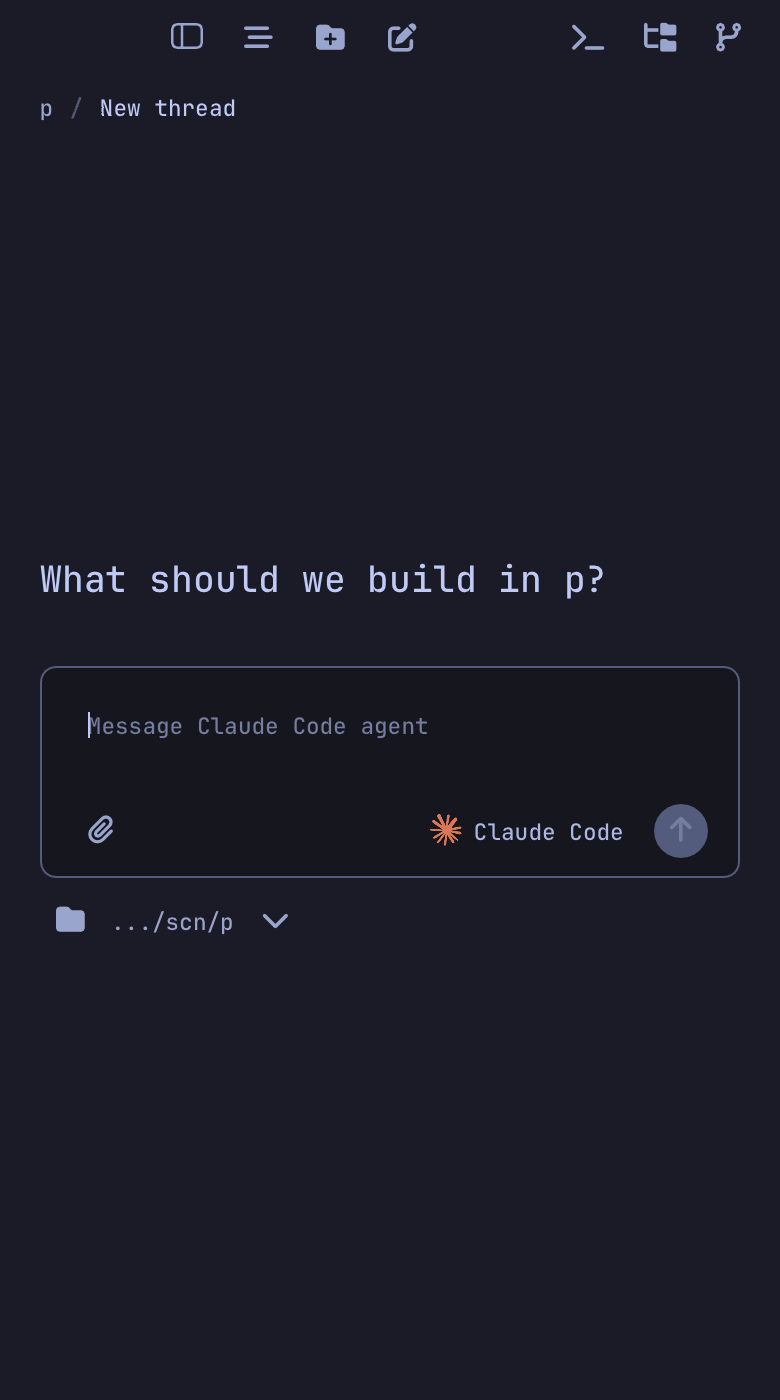 p / New thread
What should we build in p?
Message Claude Code agent
Claude Code
.../scn/p